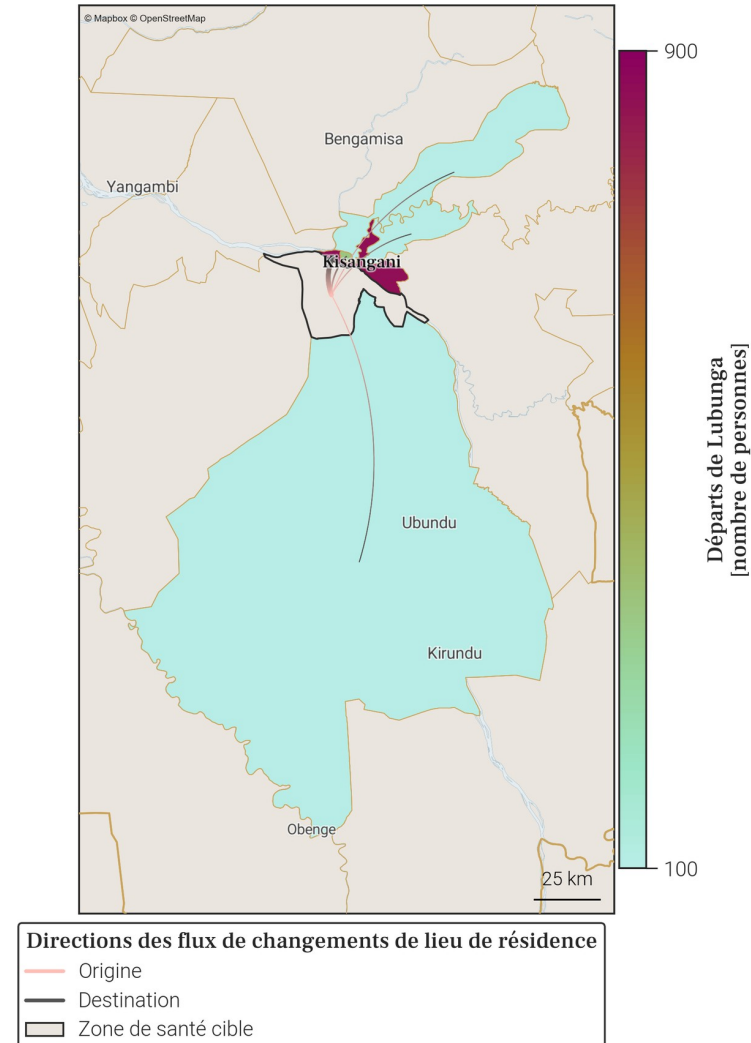 © Mapbox © OpenStreetMap
900
Bengamisa
Yangambi
Kisangani
Départs de Lubunga
[nombre de personnes]
Ubundu
Kirundu
Obenge
100
25 km
Directions des flux de changements de lieu de résidence
Origine
Destination
Zone de santé cible